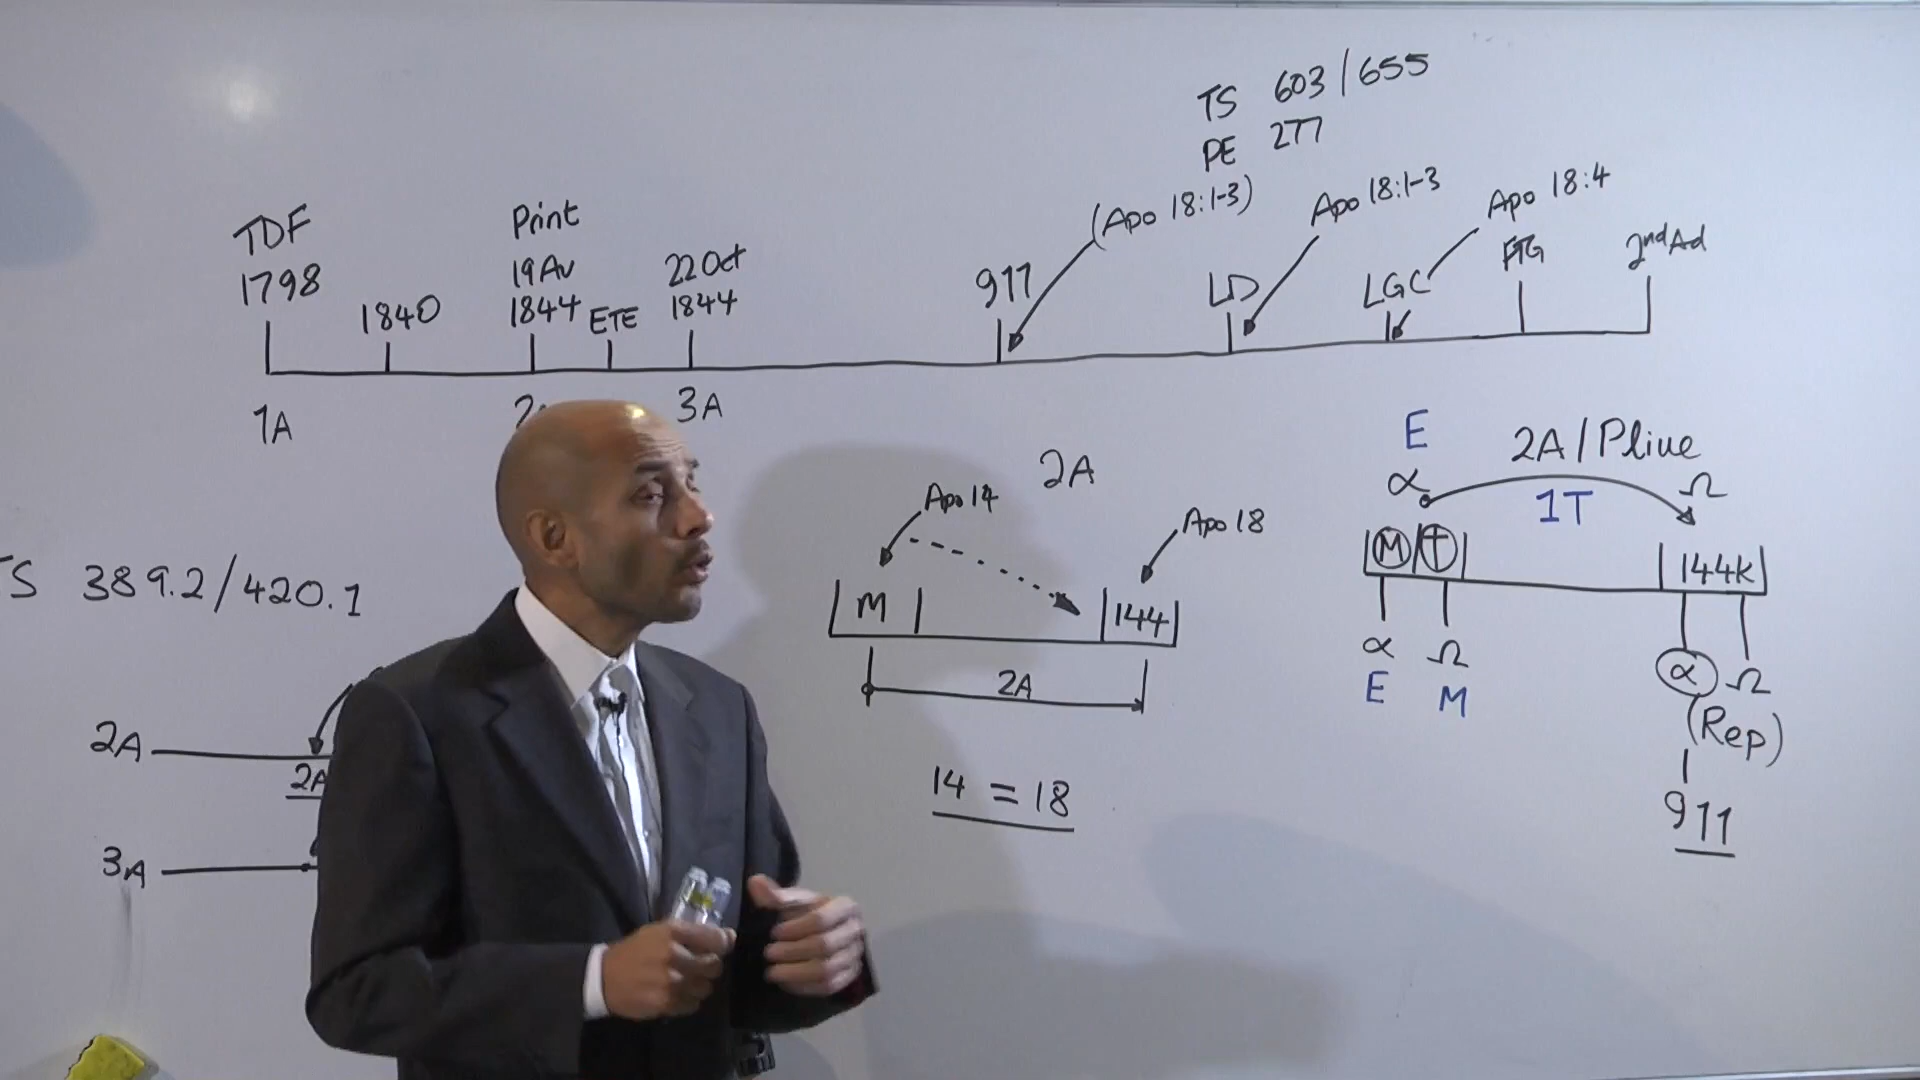 TS 603/655
PE 277
TDF
1798
1840
Print
19 Av
1844
ETE
22 Oct
1844
911
(Apo 18:1-3)
LD
Apo 18:1-3
LGC
Apo 18:4
2nd Ad
1A
3A
TS 389.2/420.1
2A
2A
3A
2A
Apo 14
Apo 18
M
144
2A
14 = 18
E
α
2A/Plive
1T
Ω
M
144K
α
Ω
E
M
α
Ω
(Rep)
911